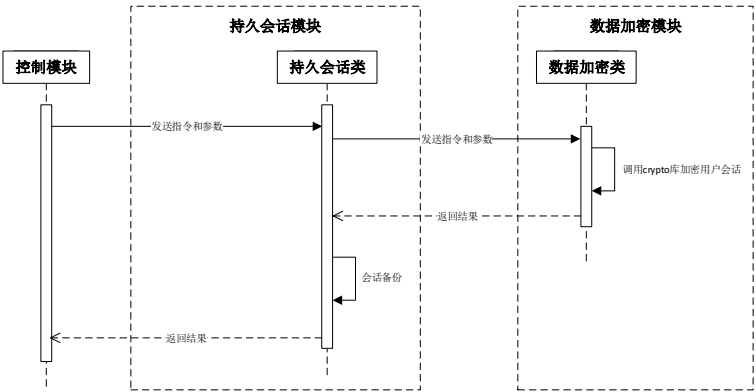 持久会话模块
数据加密模块
控制模块
持久会话类
数据加密类
发送指令和参数
发送指令和参数
调用crypto库加密用户会话
返回结果
会话备份
返回结果